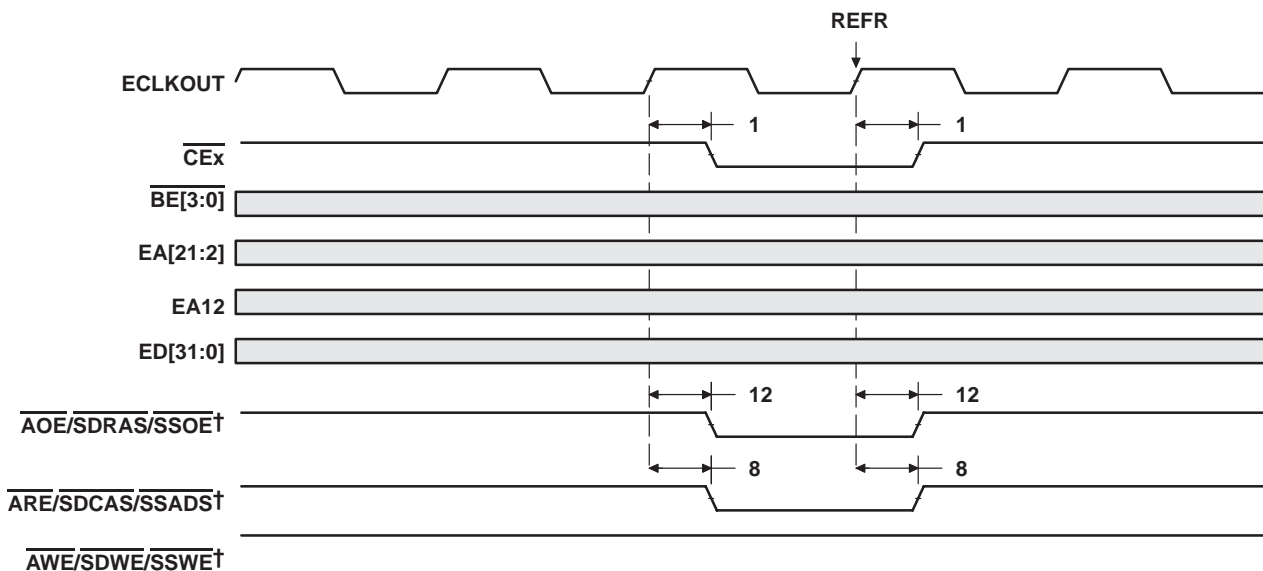 REFR
ECLKOUT
1 1
CEx
BE[3:0]
EA[21:2]
EA12
ED[31:0]
12 12
AOE/SDRAS/SSOE†
8 8
ARE/SDCAS/SSADS†
AWE/SDWE/SSWE†